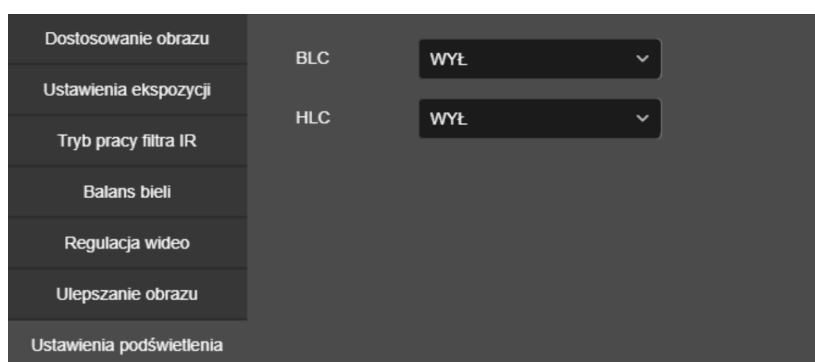 Dostosowanie obrazu
Ustawienia ekspozycji
Tryb pracy filtra IR
Balans bieli
Regulacja wideo
Ulepszanie obrazu
Ustawienia podświetlenia
BLC WYŁ
HLC WYŁ